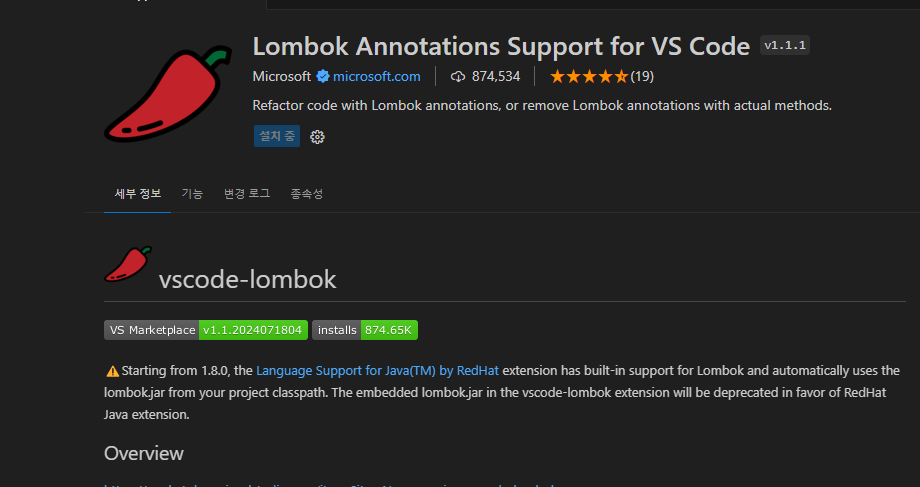 Lombok Annotations Support for VS Code v1.1.1
Microsoft microsoft.com 874,534 (19)
Refactor code with Lombok annotations, or remove Lombok annotations with actual methods.
설치 중
세부 정보 기능 변경 로그 종속성
vscode-lombok
VS Marketplace v1.1.2024071804 installs 874.65K
⚠Starting from 1.8.0, the Language Support for Java(TM) by RedHat extension has built-in support for Lombok and automatically uses the
lombok.jar from your project classpath. The embedded lombok.jar in the vscode-lombok extension will be deprecated in favor of RedHat
Java extension.
Overview